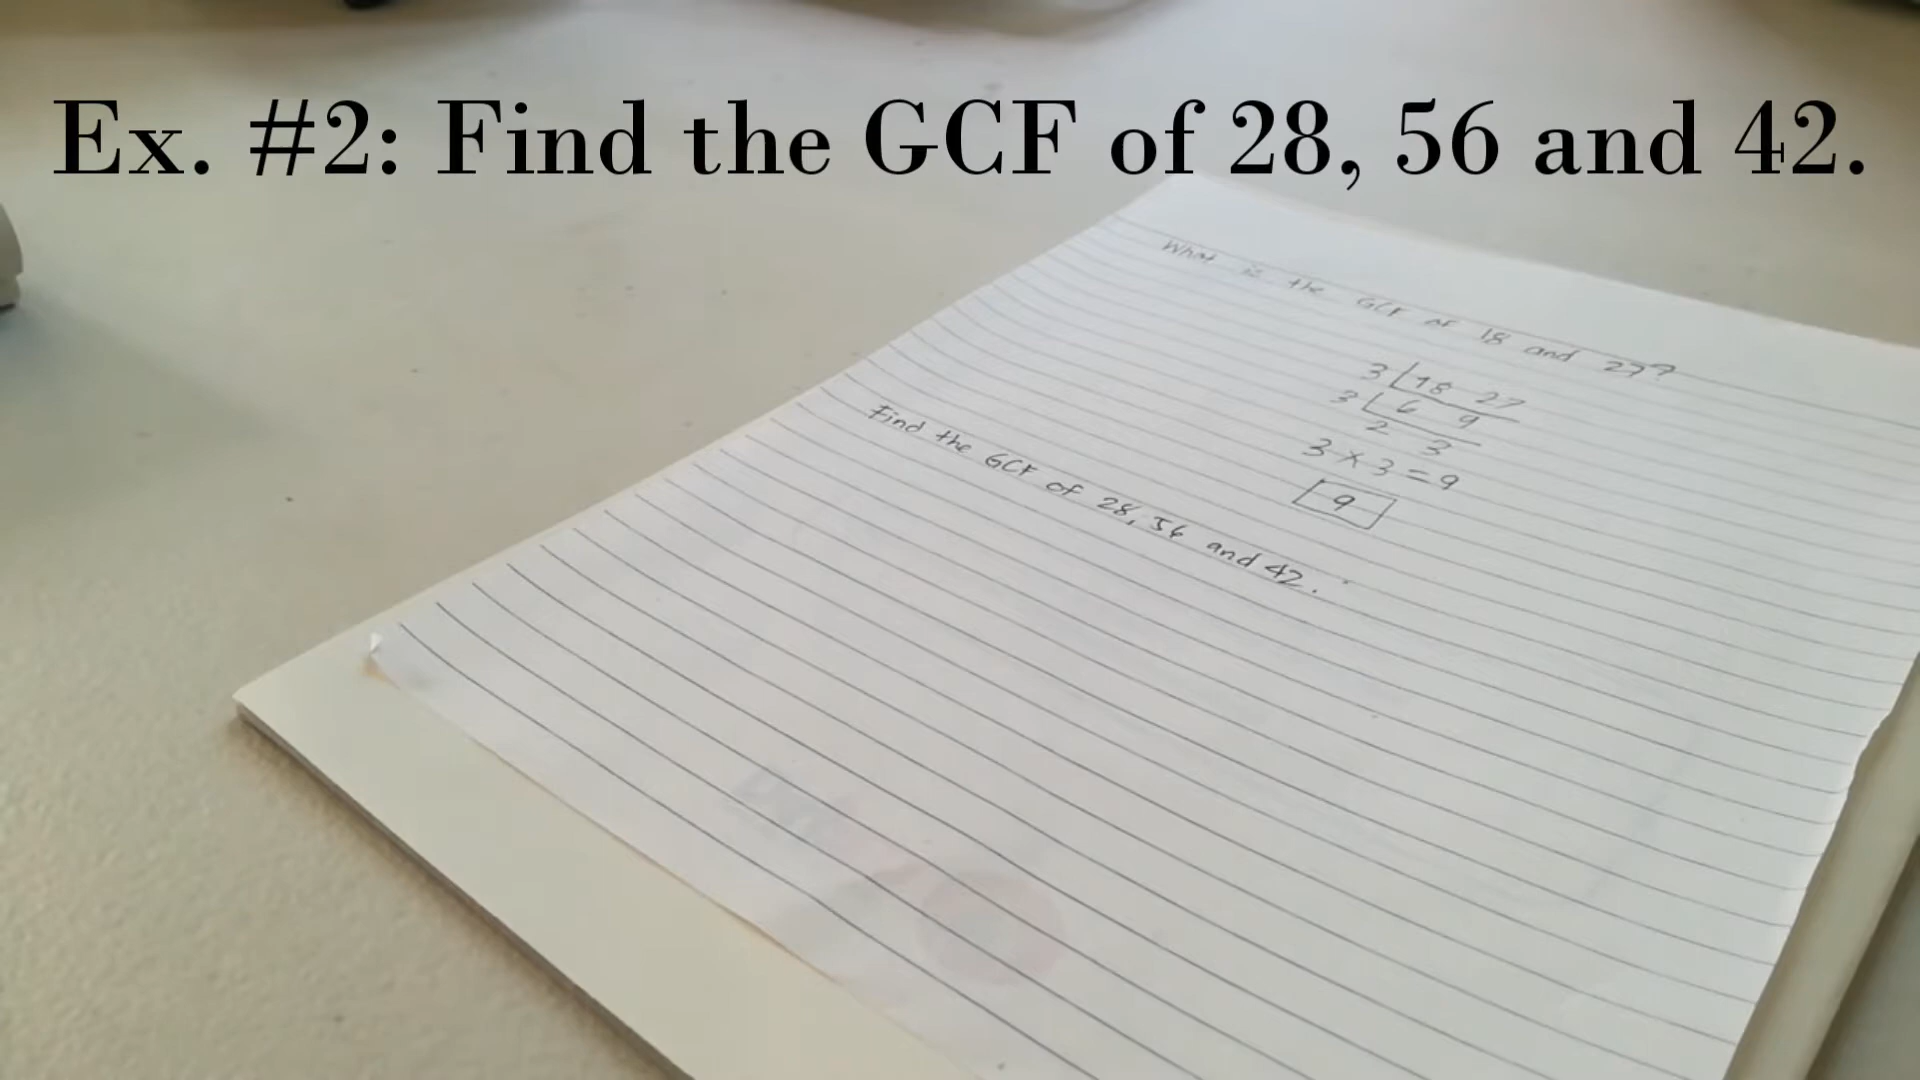 Ex. #2: Find the GCF of 28, 56 and 42.
What is the GCF of 18 and 27?
3 18 27
3 6 9
2 3
3 × 3 = 9
9
Find the GCF of 28, 56 and 42.